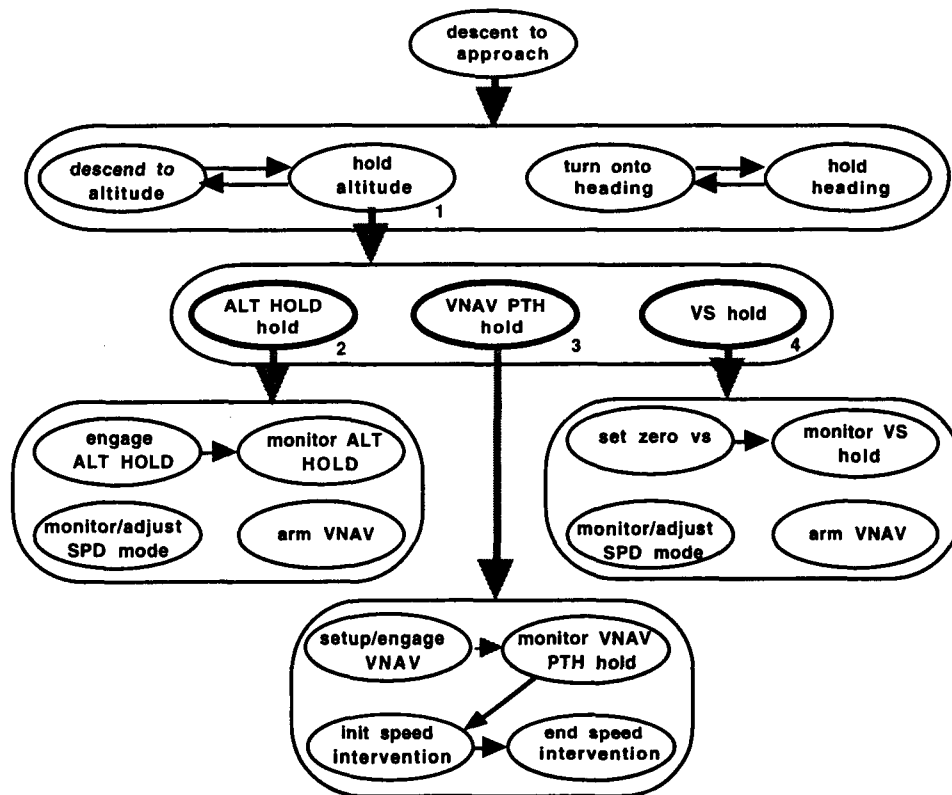 descent to
approach
descend to
altitude
hold
altitude
1
turn onto
heading
hold
heading
ALT HOLD
hold
2
VNAV PTH
hold
3
VS hold
4
engage
ALT HOLD
monitor ALT
HOLD
monitor/adjust
SPD mode
arm VNAV
set zero vs
monitor VS
hold
monitor/adjust
SPD mode
arm VNAV
setup/engage
VNAV
monitor VNAV
PTH hold
init speed
intervention
end speed
intervention